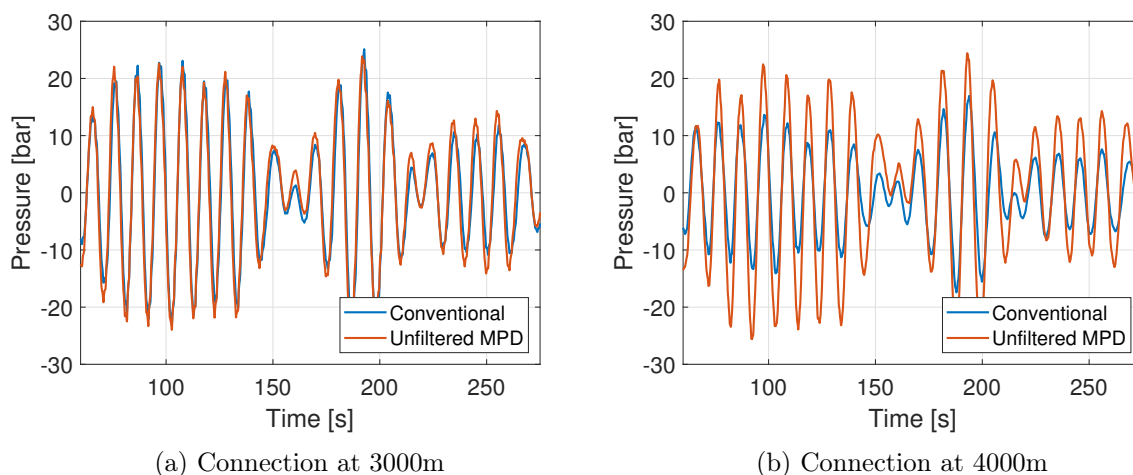 30
20
10
0
-10
-20
-30
Pressure [bar]
100
150
200
250
Time [s]
Conventional
Unfiltered MPD
(a) Connection at 3000m
30
20
10
0
-10
-20
-30
Pressure [bar]
100
150
200
250
Time [s]
Conventional
Unfiltered MPD
(b) Connection at 4000m